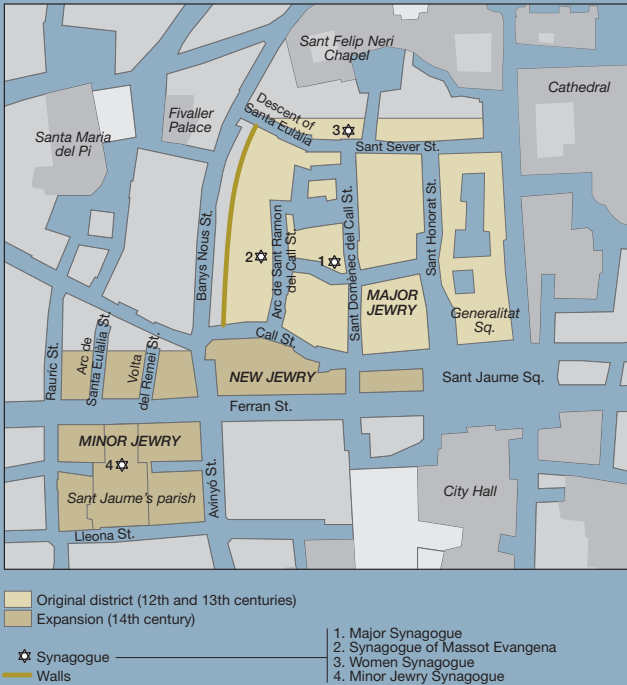 Sant Felip Neri
Chapel
Cathedral
Fivaller
Palace
Descent of
Santa Eulàlia
3
Santa Maria
del Pi
Sant Sever St.
Banys Nous St.
2
Arc de Sant Ramon
del Call St.
1
Sant Domènec del Call St.
Sant Honorat St.
MAJOR
JEWRY
Generalitat
Sq.
Call St.
Rauric St.
Arc de
Santa Eulàlia St.
Volta
del Remei St.
NEW JEWRY
Sant Jaume Sq.
Ferran St.
MINOR JEWRY
4
Sant Jaume's parish
Avinyó St.
City Hall
Lleona St.
Original district (12th and 13th centuries)
Expansion (14th century)
Synagogue
Walls
1. Major Synagogue
2. Synagogue of Massot Evangena
3. Women Synagogue
4. Minor Jewry Synagogue